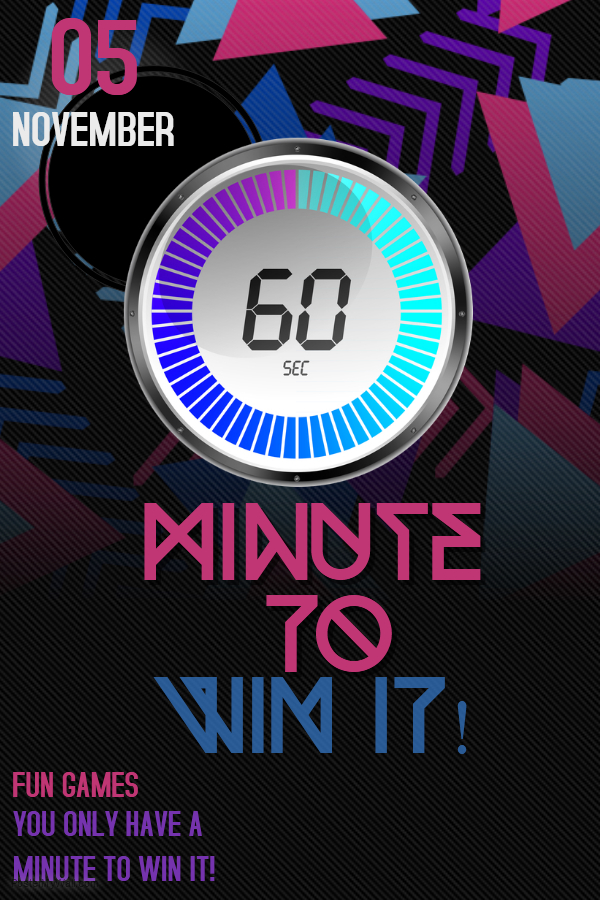 05
NOVEMBER
60
SEC
MINUTE
TO
WIN IT!
FUN GAMES
YOU ONLY HAVE A
MINUTE TO WIN IT!